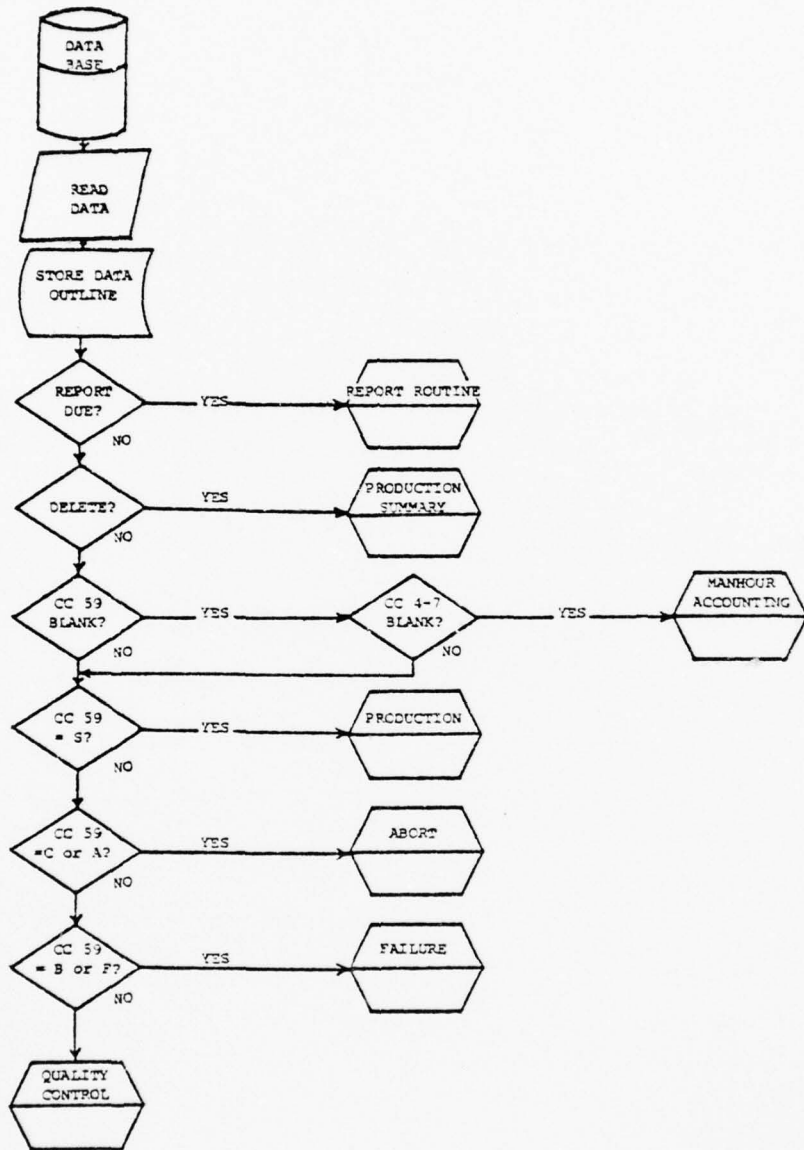 DATA
BASE
READ
DATA
STORE DATA
OUTLINE
REPORT
DUE?
YES
REPORT ROUTINE
NO
DELETE?
YES
PRODUCTION
SUMMARY
NO
CC 59
BLANK?
YES
CC 4-7
BLANK?
YES
MANHOUR
ACCOUNTING
NO
NO
CC 59
= S?
YES
PRODUCTION
NO
CC 59
=C or A?
YES
ABORT
NO
CC 59
= B or F?
YES
FAILURE
NO
QUALITY
CONTROL